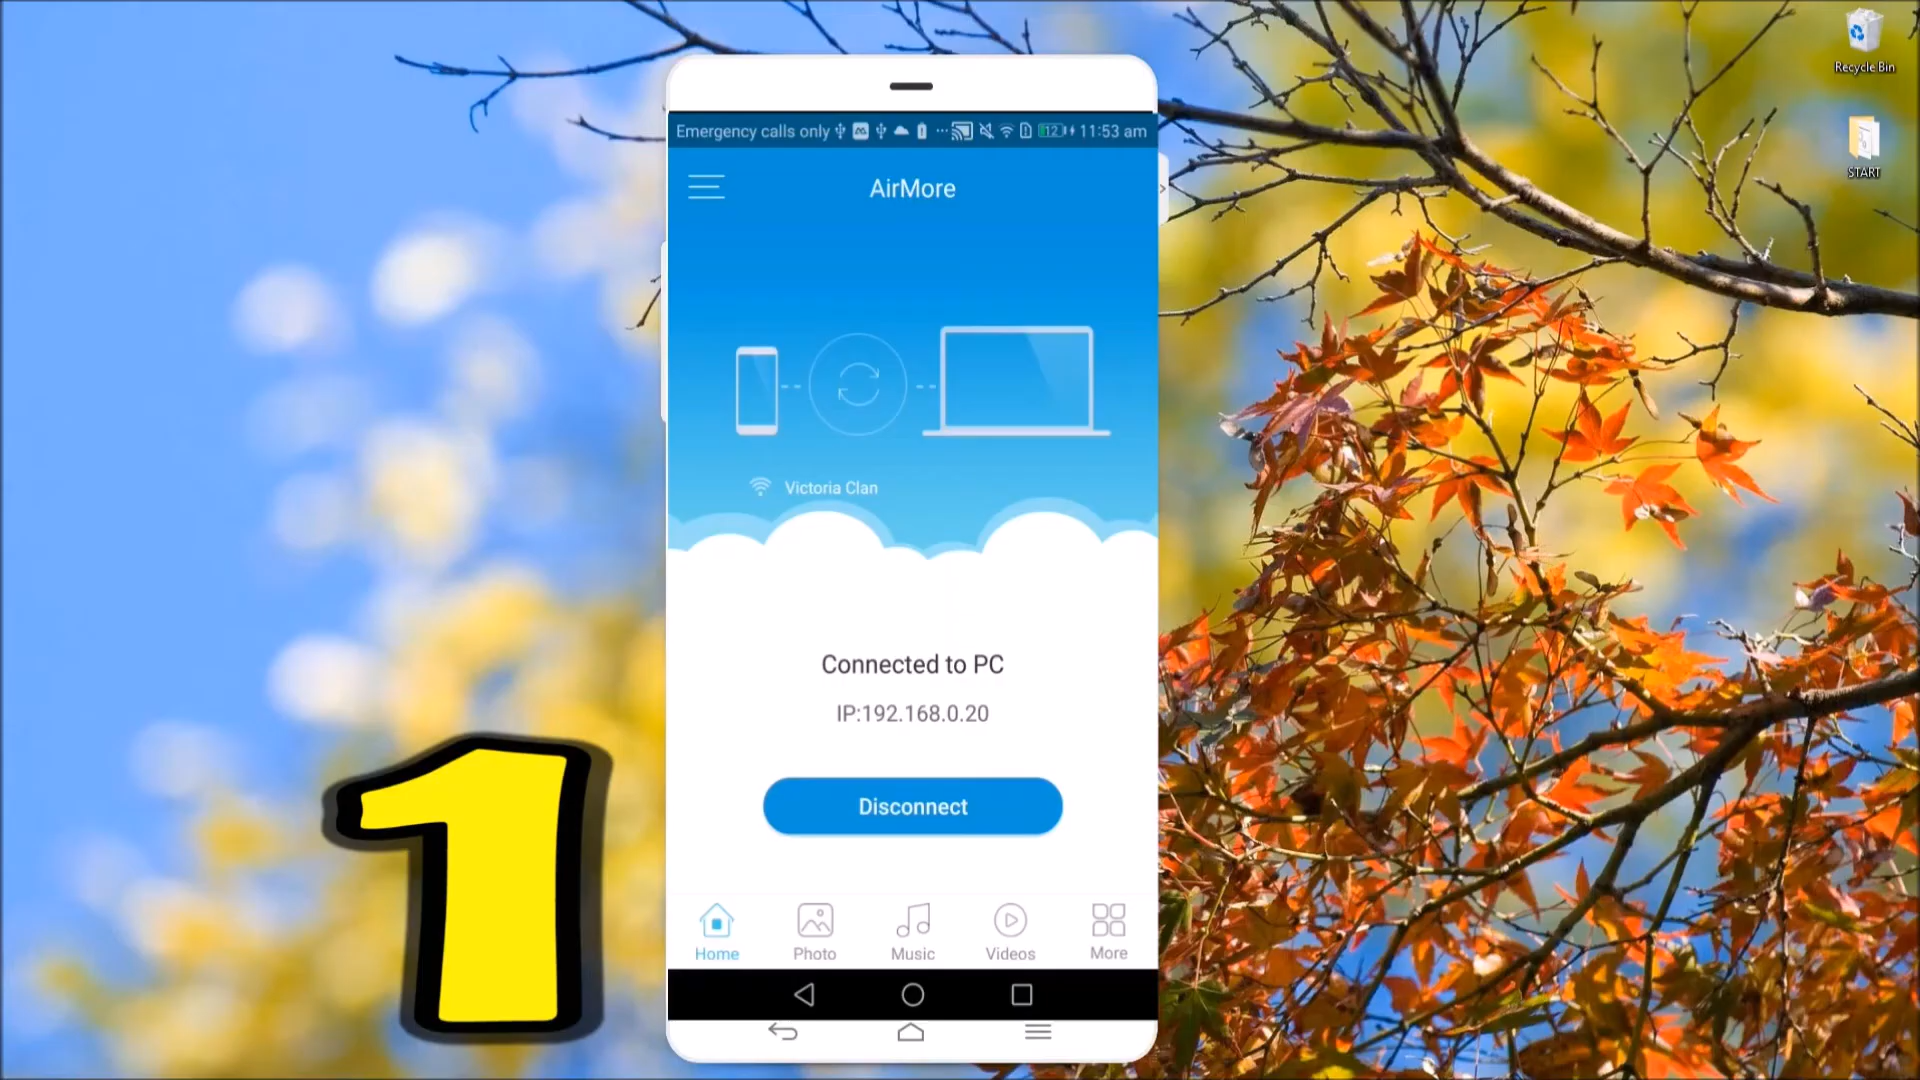 Recycle Bin
START
Emergency calls only 12 11:53 am
AirMore
Victoria Clan
Connected to PC
IP:192.168.0.20
Disconnect
Home Photo Music Videos More
1